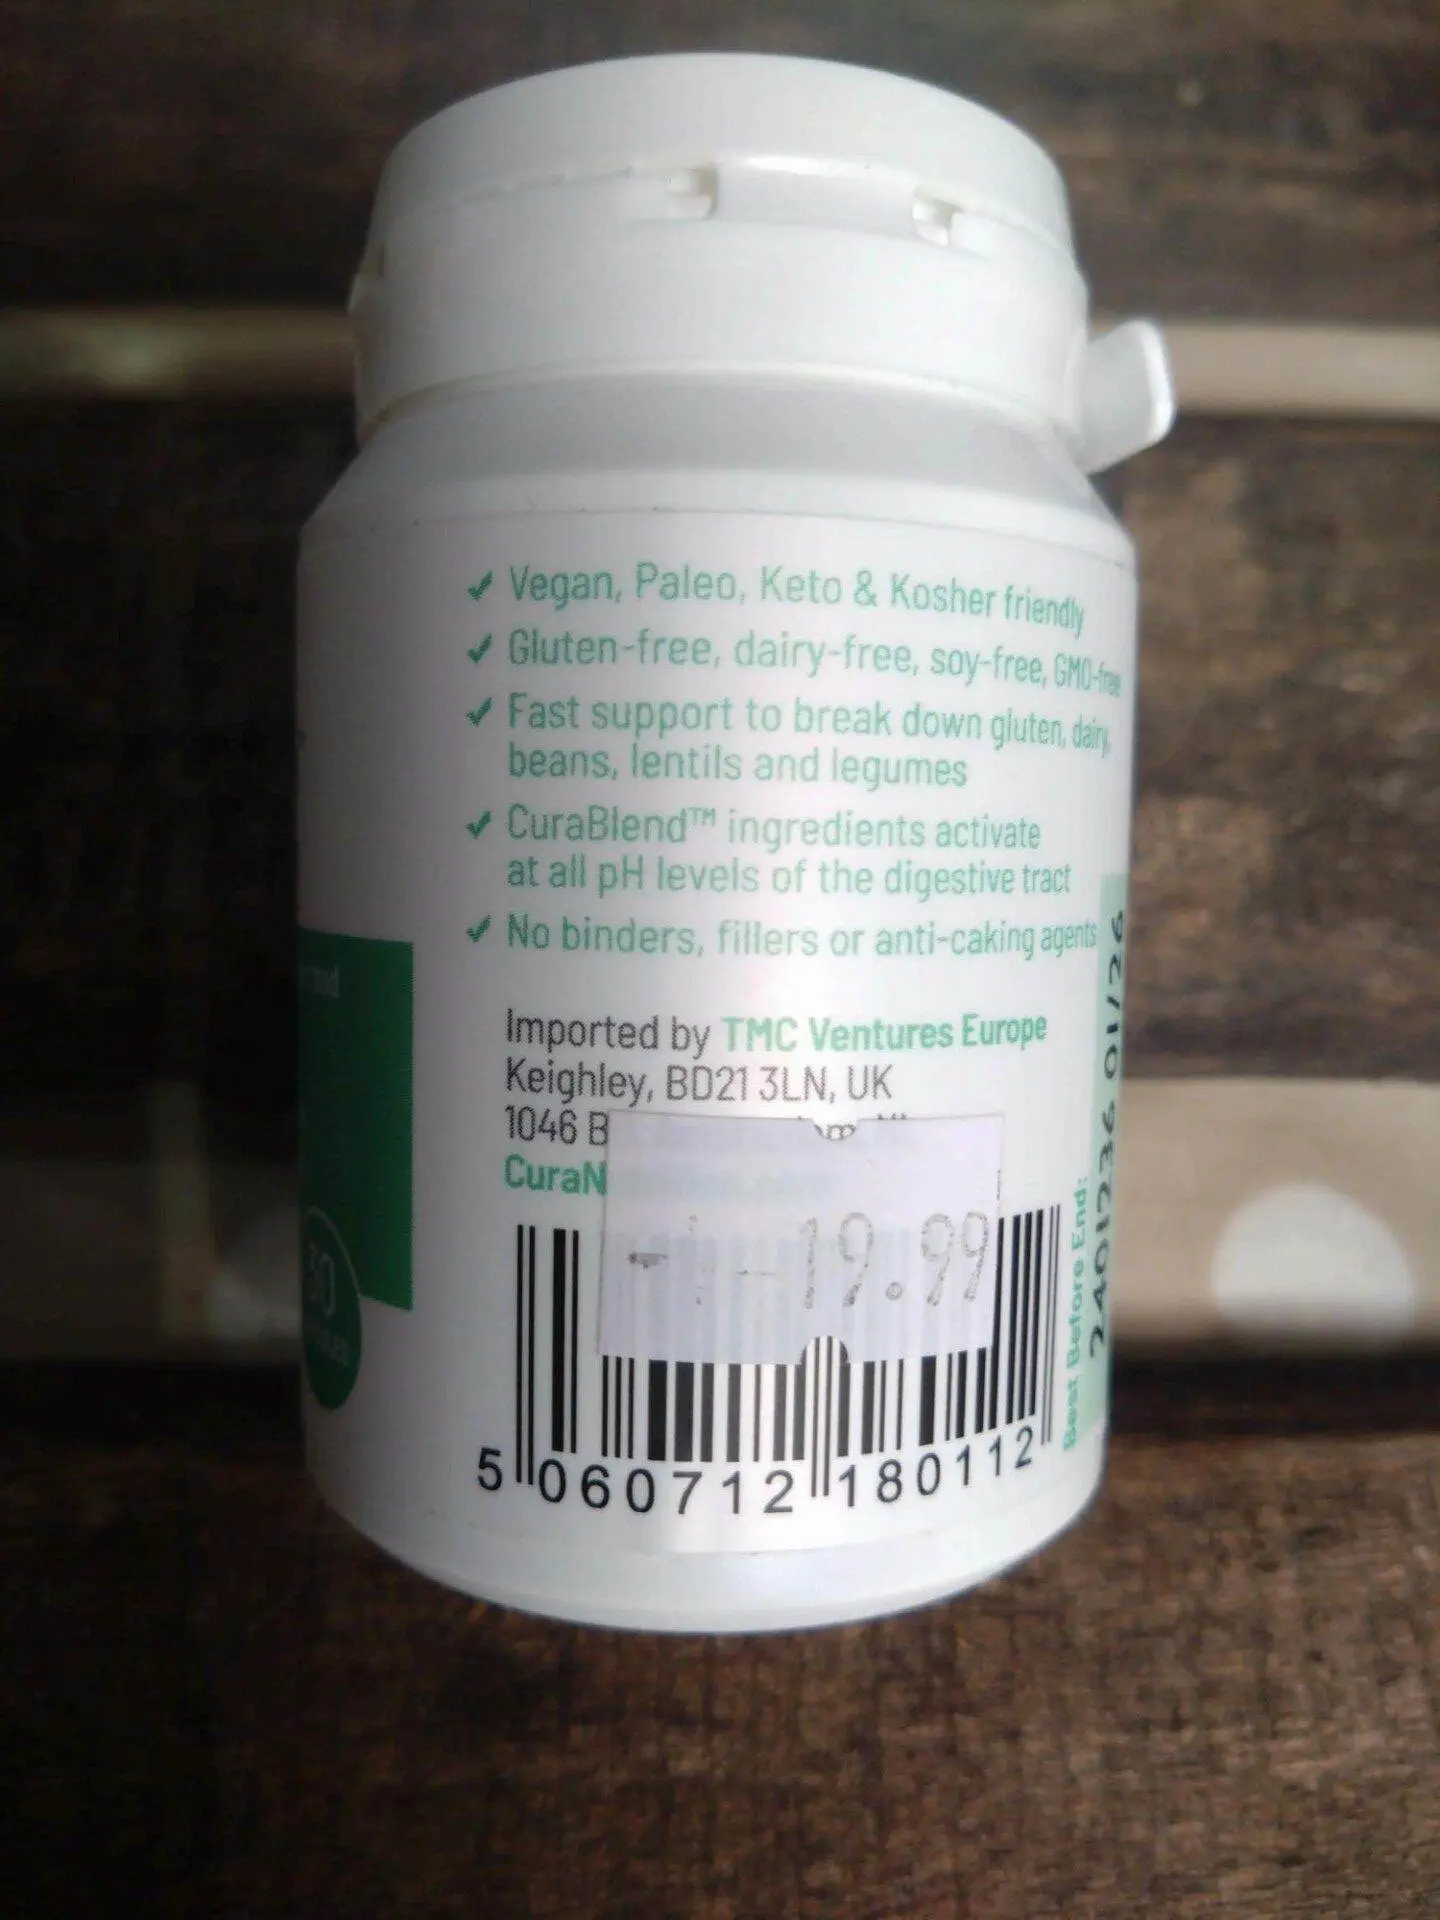 ✔ Vegan, Paleo, Keto & Kosher friendly
✔ Gluten-free, dairy-free, soy-free, GMO-free
✔ Fast support to break down gluten, dairy,
beans, lentils and legumes
✔ CuraBlend™ ingredients activate
at all pH levels of the digestive tract
✔ No binders, fillers or anti-caking agents
Imported by TMC Ventures Europe
Keighley, BD21 3LN, UK
1046 B
CuraN
19.99
5 060712 180112
Best Before End:
2401236 01/26
30